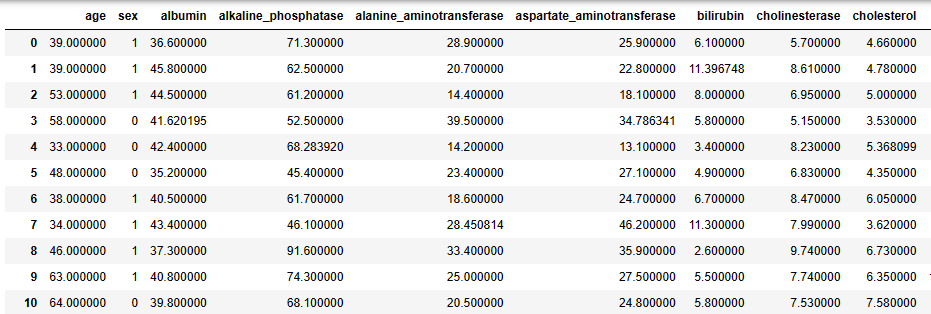 age sex albumin alkaline_phosphatase alanine_aminotransferase aspartate_aminotransferase bilirubin cholinesterase cholesterol
0 39.000000 1 36.600000 71.300000 28.900000 25.900000 6.100000 5.700000 4.660000
1 39.000000 1 45.800000 62.500000 20.700000 22.800000 11.396748 8.610000 4.780000
2 53.000000 1 44.500000 61.200000 14.400000 18.100000 8.000000 6.950000 5.000000
3 58.000000 0 41.620195 52.500000 39.500000 34.786341 5.800000 5.150000 3.530000
4 33.000000 0 42.400000 68.283920 14.200000 13.100000 3.400000 8.230000 5.368099
5 48.000000 0 35.200000 45.400000 23.400000 27.100000 4.900000 6.830000 4.350000
6 38.000000 1 40.500000 61.700000 18.600000 24.700000 6.700000 8.470000 6.050000
7 34.000000 1 43.400000 46.100000 28.450814 46.200000 11.300000 7.990000 3.620000
8 46.000000 1 37.300000 91.600000 33.400000 35.900000 2.600000 9.740000 6.730000
9 63.000000 1 40.800000 74.300000 25.000000 27.500000 5.500000 7.740000 6.350000
10 64.000000 0 39.800000 68.100000 20.500000 24.800000 5.800000 7.530000 7.580000